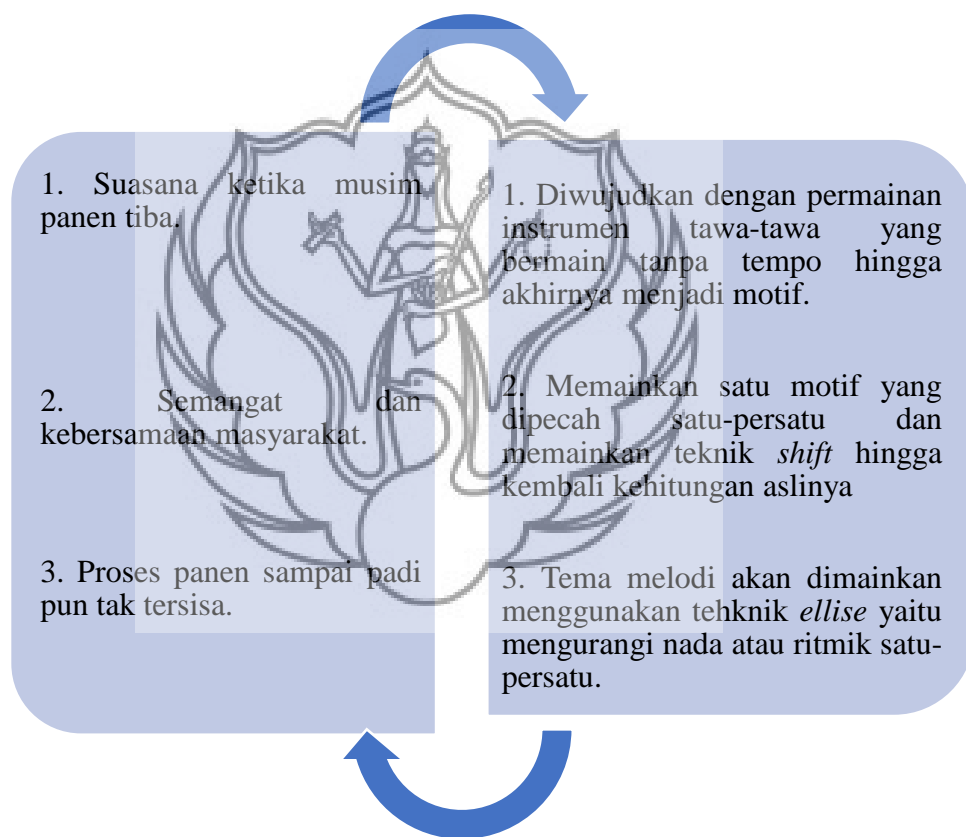 1. Suasana ketika musim
panen tiba.
2. Semangat dan
kebersamaan masyarakat.
3. Proses panen sampai padi
pun tak tersisa.
1. Diwujudkan dengan permainan
instrumen tawa-tawa yang
bermain tanpa tempo hingga
akhirnya menjadi motif.
2. Memainkan satu motif yang
dipecah satu-persatu dan
memainkan teknik shift hingga
kembali kehitungan aslinya
3. Tema melodi akan dimainkan
menggunakan tehknik ellise yaitu
mengurangi nada atau ritmik satu-
persatu.